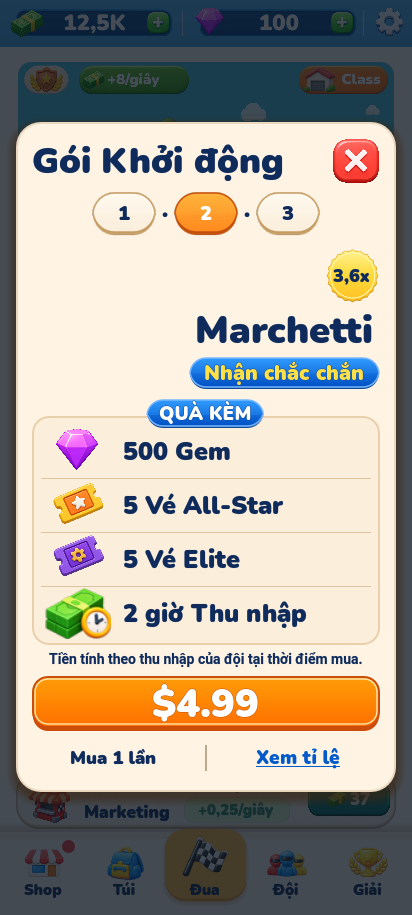 12,5K
100
+8/giây
Class
Gói Khởi động
1 · 2 · 3
3,6x
Marchetti
Nhận chắc chắn
QUÀ KÈM
500 Gem
5 Vé All-Star
5 Vé Elite
2 giờ Thu nhập
Tiền tính theo thu nhập của đội tại thời điểm mua.
$4.99
Mua 1 lần
Xem tỉ lệ
Marketing
+0,25/giây
37
Shop
Túi
Đua
Đội
Giải